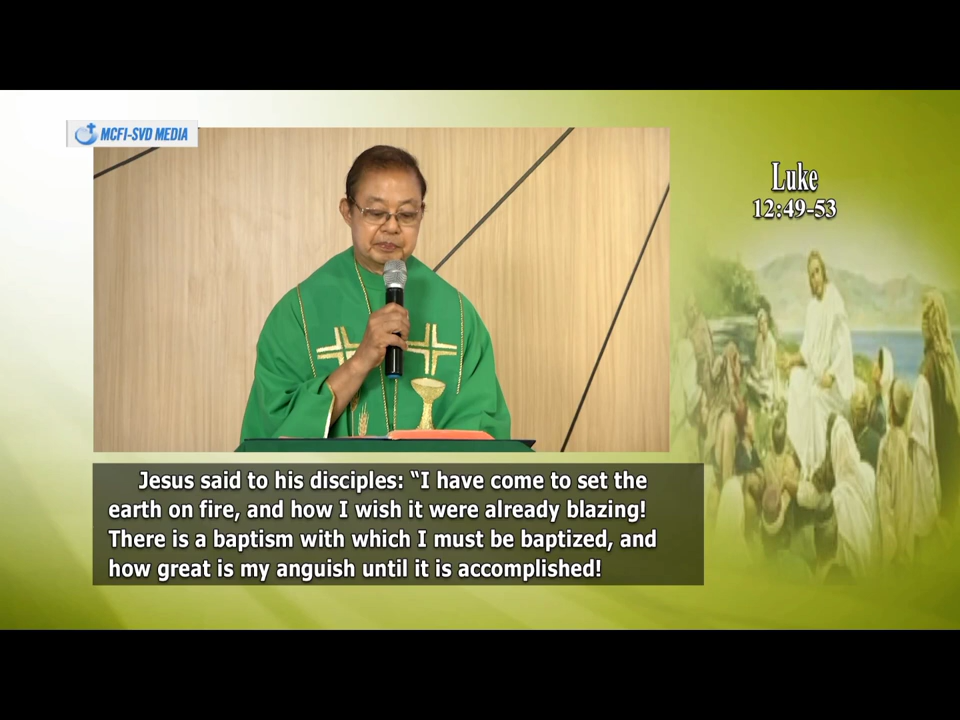 MCFI-SVD MEDIA
Luke
12:49-53
Jesus said to his disciples: “I have come to set the
earth on fire, and how I wish it were already blazing!
There is a baptism with which I must be baptized, and
how great is my anguish until it is accomplished!